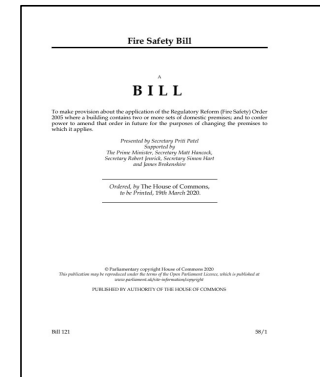 Fire Safety Bill
A
BILL
To make provision about the application of the Regulatory Reform (Fire Safety) Order
2005 where a building contains two or more sets of domestic premises; and to confer
power to amend that order in future for the purposes of changing the premises to
which it applies.
Presented by Secretary Priti Patel
Supported by
The Prime Minister, Secretary Matt Hancock,
Secretary Robert Jenrick, Secretary Simon Hart
and James Brokenshire
Ordered, by The House of Commons,
to be Printed, 19th March 2020.
© Parliamentary copyright House of Commons 2020
This publication may be reproduced under the terms of the Open Parliament Licence, which is published at
www.parliament.uk/site-information/copyright
PUBLISHED BY AUTHORITY OF THE HOUSE OF COMMONS
Bill 121
58/1